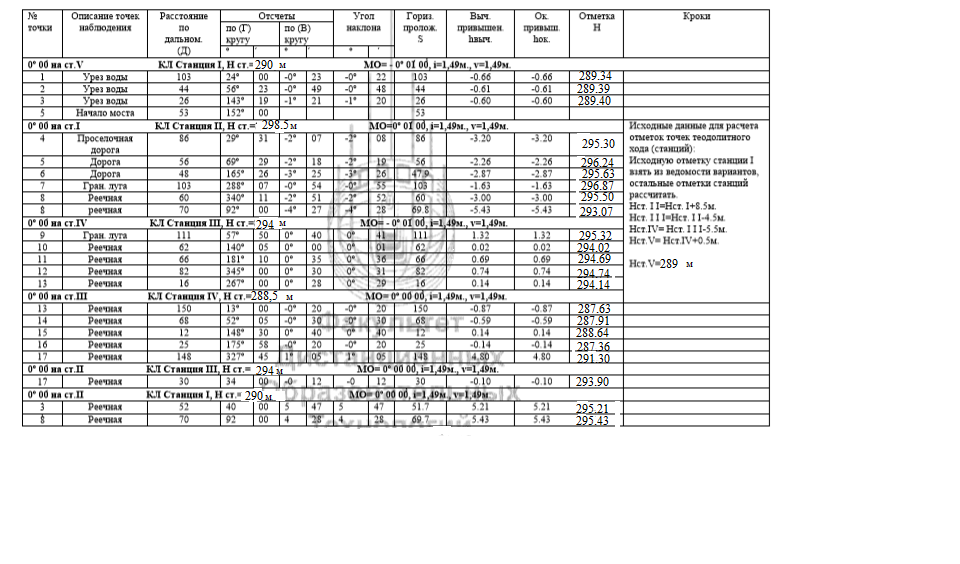 № точки | Описание точек наблюдения | Расстояние по дальном. (Д) | Отсчеты | Угол наклона | Гориз. пролож. S | Выч. привышен. hвыч. | Ок. привыш. hок. | Отметка H | Кроки
по (Г) кругу | по (В) кругу
° ' ° ' ° '
0° 00 на ст.V КЛ Станция I, Н ст.=290 м МО= - 0° 01 00, i=1,49м., v=1,49м.
1 Урез воды 103 24° 00 -0° 23 -0° 22 103 -0.66 -0.66 289.34
2 Урез воды 44 56° 23 -0° 49 -0° 48 44 -0.61 -0.61 289.39
3 Урез воды 26 143° 19 -1° 21 -1° 20 26 -0.60 -0.60 289.40
5 Начало моста 53 152° 00 53
0° 00 на ст.I КЛ Станция II, Н ст.= 298.5м МО=0° 01 00, i=1,49м., v=1,49м.
4 Проселочная дорога 86 29° 31 -2° 07 -2° 08 86 -3.20 -3.20 295.30
5 Дорога 56 69° 29 -2° 18 -2° 19 56 -2.26 -2.26 296.24
6 Дорога 48 165° 26 -3° 25 -3° 26 47.9 -2.87 -2.87 295.63
7 Гран. луга 103 288° 07 -0° 54 -0° 55 103 -1.63 -1.63 296.87
8 Реечная 60 340° 11 -2° 51 -2° 52 60 -3.00 -3.00 295.50
8 реечная 70 92° 00 -4° 27 -4° 28 69.8 -5.43 -5.43 293.07
Исходные данные для расчета отметок точек теодолитного хода (станций):
Исходную отметку станции I взять из ведомости вариантов, остальные отметки станций рассчитать.
Нст. I I=Нст. I+8.5м.
Нст. I I I=Нст. I I-4.5м.
Нст.IV= Нст. I I I-5.5м.
Нст.V= Нст.IV+0.5м.
Нст.V=289 м
0° 00 на ст.IV КЛ Станция III, Н ст.=294 м МО= - 0° 01 00, i=1,49м., v=1,49м.
9 Гран. луга 111 57° 50 0° 40 0° 41 111 1.32 1.32 295.32
10 Реечная 62 140° 05 0° 00 0° 01 62 0.02 0.02 294.02
11 Реечная 66 181° 10 0° 35 0° 36 66 0.69 0.69 294.69
12 Реечная 82 345° 00 0° 30 0° 31 82 0.74 0.74 294.74
13 Реечная 16 267° 00 0° 28 0° 29 16 0.14 0.14 294.14
0° 00 на ст.III КЛ Станция IV, Н ст.=288,5 м МО= 0° 00 00, i=1,49м., v=1,49м.
13 Реечная 150 13° 00 -0° 20 -0° 20 150 -0.87 -0.87 287.63
14 Реечная 68 52° 05 -0° 30 -0° 30 68 -0.59 -0.59 287.91
15 Реечная 12 148° 30 0° 40 0° 40 12 0.14 0.14 288.64
16 Реечная 25 175° 58 -0° 20 -0° 20 25 -0.14 -0.14 287.36
17 Реечная 148 327° 45 1° 05 1° 05 148 4.80 4.80 291.30
0° 00 на ст.II КЛ Станция III, Н ст.= 294 м МО= 0° 00 00, i=1,49м., v=1,49м.
17 Реечная 30 34 00 -0 12 -0 12 30 -0.10 -0.10 293.90
0° 00 на ст.II КЛ Станция I, Н ст.= 290 м МО= 0° 00 00, i=1,49м., v=1,49м.
3 Реечная 52 40 00 5 47 5 47 51.7 5.21 5.21 295.21
8 Реечная 70 92 00 4 28 4 28 69.7 5.43 5.43 295.43
Факультет
Дистанционных
Образовательных
Технологий